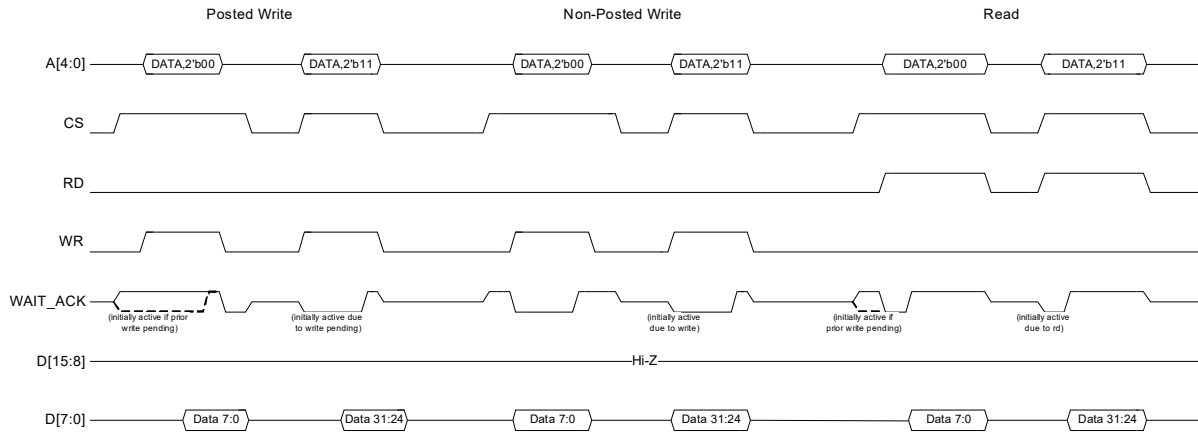 Posted Write Non-Posted Write Read
A[4:0] DATA,2'b00 DATA,2'b11 DATA,2'b00 DATA,2'b11 DATA,2'b00 DATA,2'b11
CS
RD
WR
WAIT_ACK
(initially active if prior
write pending)
(initially active due
to write pending)
(initially active
due to write)
(initially active if
prior write pending)
(initially active
due to rd)
D[15:8] Hi-Z
D[7:0] Data 7:0 Data 31:24 Data 7:0 Data 31:24 Data 7:0 Data 31:24